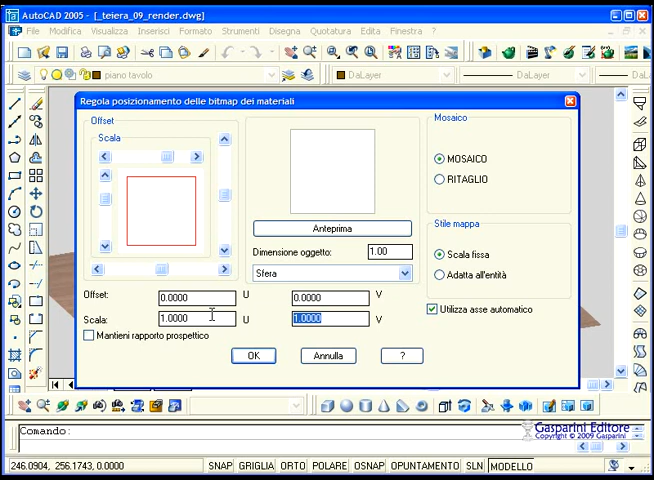 AutoCAD 2005 - [_teiera_09_render.dwg]
File Modifica Visualizza Inserisci Formato Strumenti Disegna Quotatura Edita Finestra ?
piano tavolo DaLayer DaLayer DaLa
Regola posizionamento delle bitmap dei materiali
Offset
Scala
Anteprima
Dimensione oggetto: 1.00
Sfera
Mosaico
MOSAICO
RITAGLIO
Stile mappa
Scala fissa
Adatta all'entità
Offset: 0.0000 U 0.0000 V
Scala: 1.0000 U 1.0000 V
Utilizza asse automatico
Mantieni rapporto prospettico
OK Annulla ?
Comando:
Gasparini Editore
Copyright © 2009 Gasparini
246.0904, 256.1743, 0.0000 SNAP GRIGLIA ORTO POLARE OSNAP OPUNTAMENTO SLN MODELLO